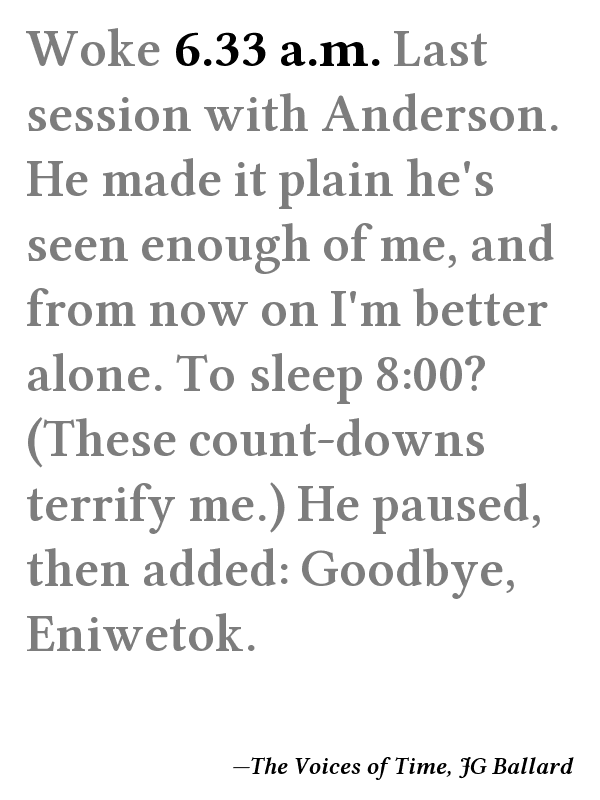 Woke 6.33 a.m. Last
session with Anderson.
He made it plain he's
seen enough of me, and
from now on I'm better
alone. To sleep 8:00?
(These count-downs
terrify me.) He paused,
then added: Goodbye,
Eniwetok.
—The Voices of Time, JG Ballard